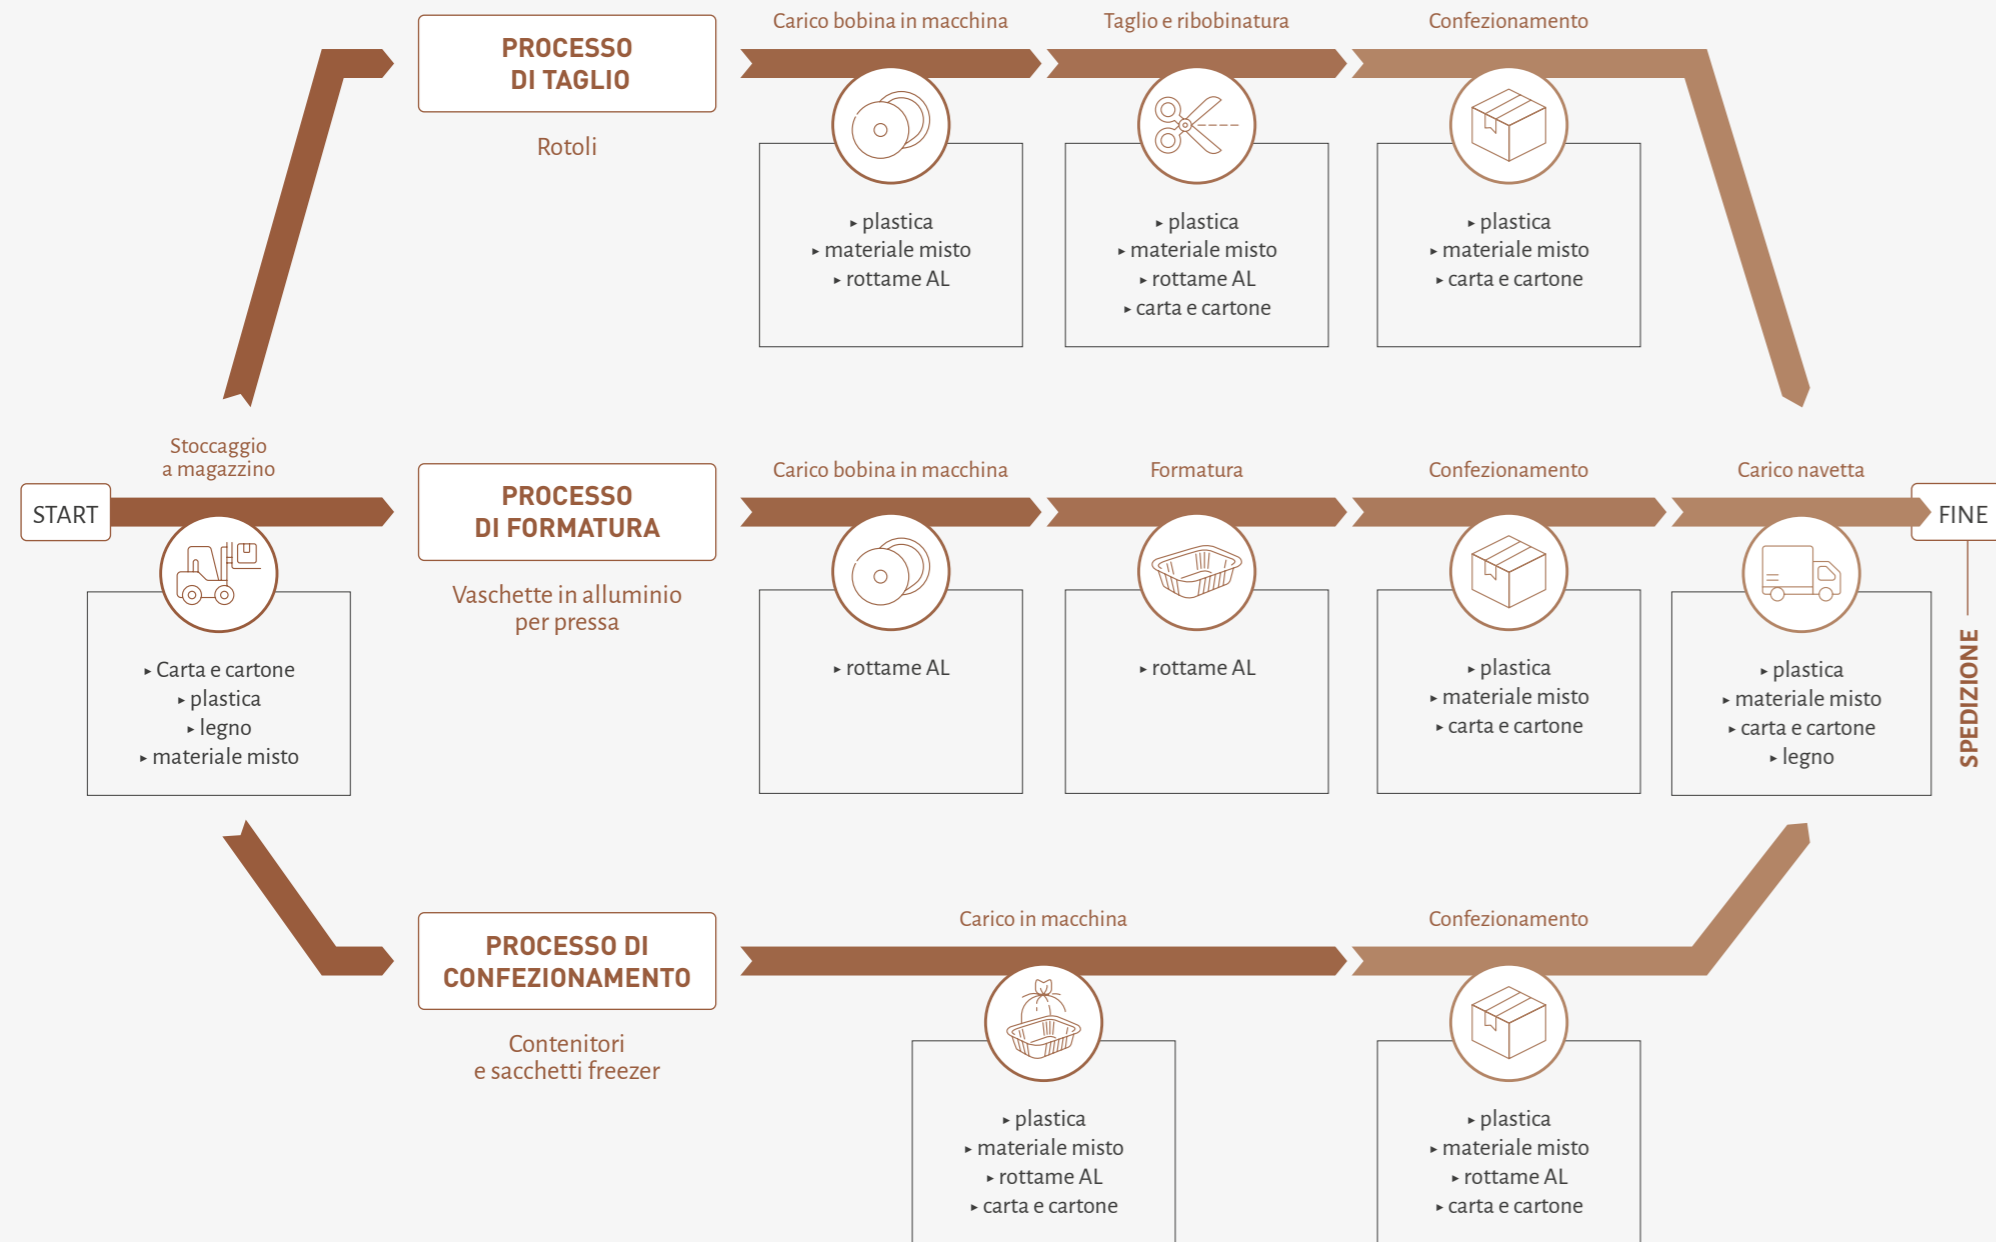 Carico bobina in macchina
Taglio e ribobinatura
Confezionamento
PROCESSO
DI TAGLIO
Rotoli
▸ plastica
▸ materiale misto
▸ rottame AL
▸ plastica
▸ materiale misto
▸ rottame AL
▸ carta e cartone
▸ plastica
▸ materiale misto
▸ carta e cartone
START
Stoccaggio
a magazzino
▸ Carta e cartone
▸ plastica
▸ legno
▸ materiale misto
PROCESSO
DI FORMATURA
Vaschette in alluminio
per pressa
Carico bobina in macchina
▸ rottame AL
Formatura
▸ rottame AL
Confezionamento
▸ plastica
▸ materiale misto
▸ carta e cartone
Carico navetta
▸ plastica
▸ materiale misto
▸ carta e cartone
▸ legno
FINE
SPEDIZIONE
PROCESSO DI
CONFEZIONAMENTO
Contenitori
e sacchetti freezer
Carico in macchina
▸ plastica
▸ materiale misto
▸ rottame AL
▸ carta e cartone
Confezionamento
▸ plastica
▸ materiale misto
▸ rottame AL
▸ carta e cartone